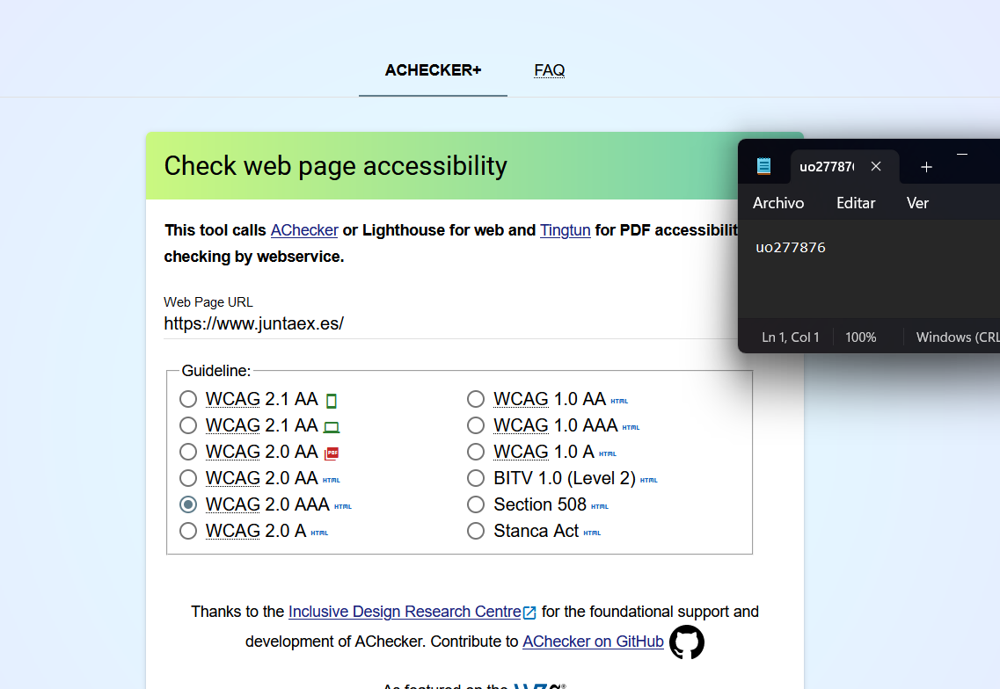 ACHECKER+ FAQ
Check web page accessibility
This tool calls AChecker or Lighthouse for web and Tingtun for PDF
checking by webservice.
Web Page URL
https://www.juntaex.es/
Guideline:
WCAG 2.1 AA
WCAG 2.1 AA
WCAG 2.0 AA PDF
WCAG 2.0 AA HTML
WCAG 2.0 AAA HTML
WCAG 2.0 A HTML
WCAG 1.0 AA HTML
WCAG 1.0 AAA HTML
WCAG 1.0 A HTML
BITV 1.0 (Level 2) HTML
Section 508 HTML
Stanca Act HTML
Thanks to the Inclusive Design Research Centre for the foundational support and
development of AChecker. Contribute to AChecker on GitHub
As featured on the
uo27787
Archivo Editar Ver
uo277876
Ln 1, Col 1 100% Windows